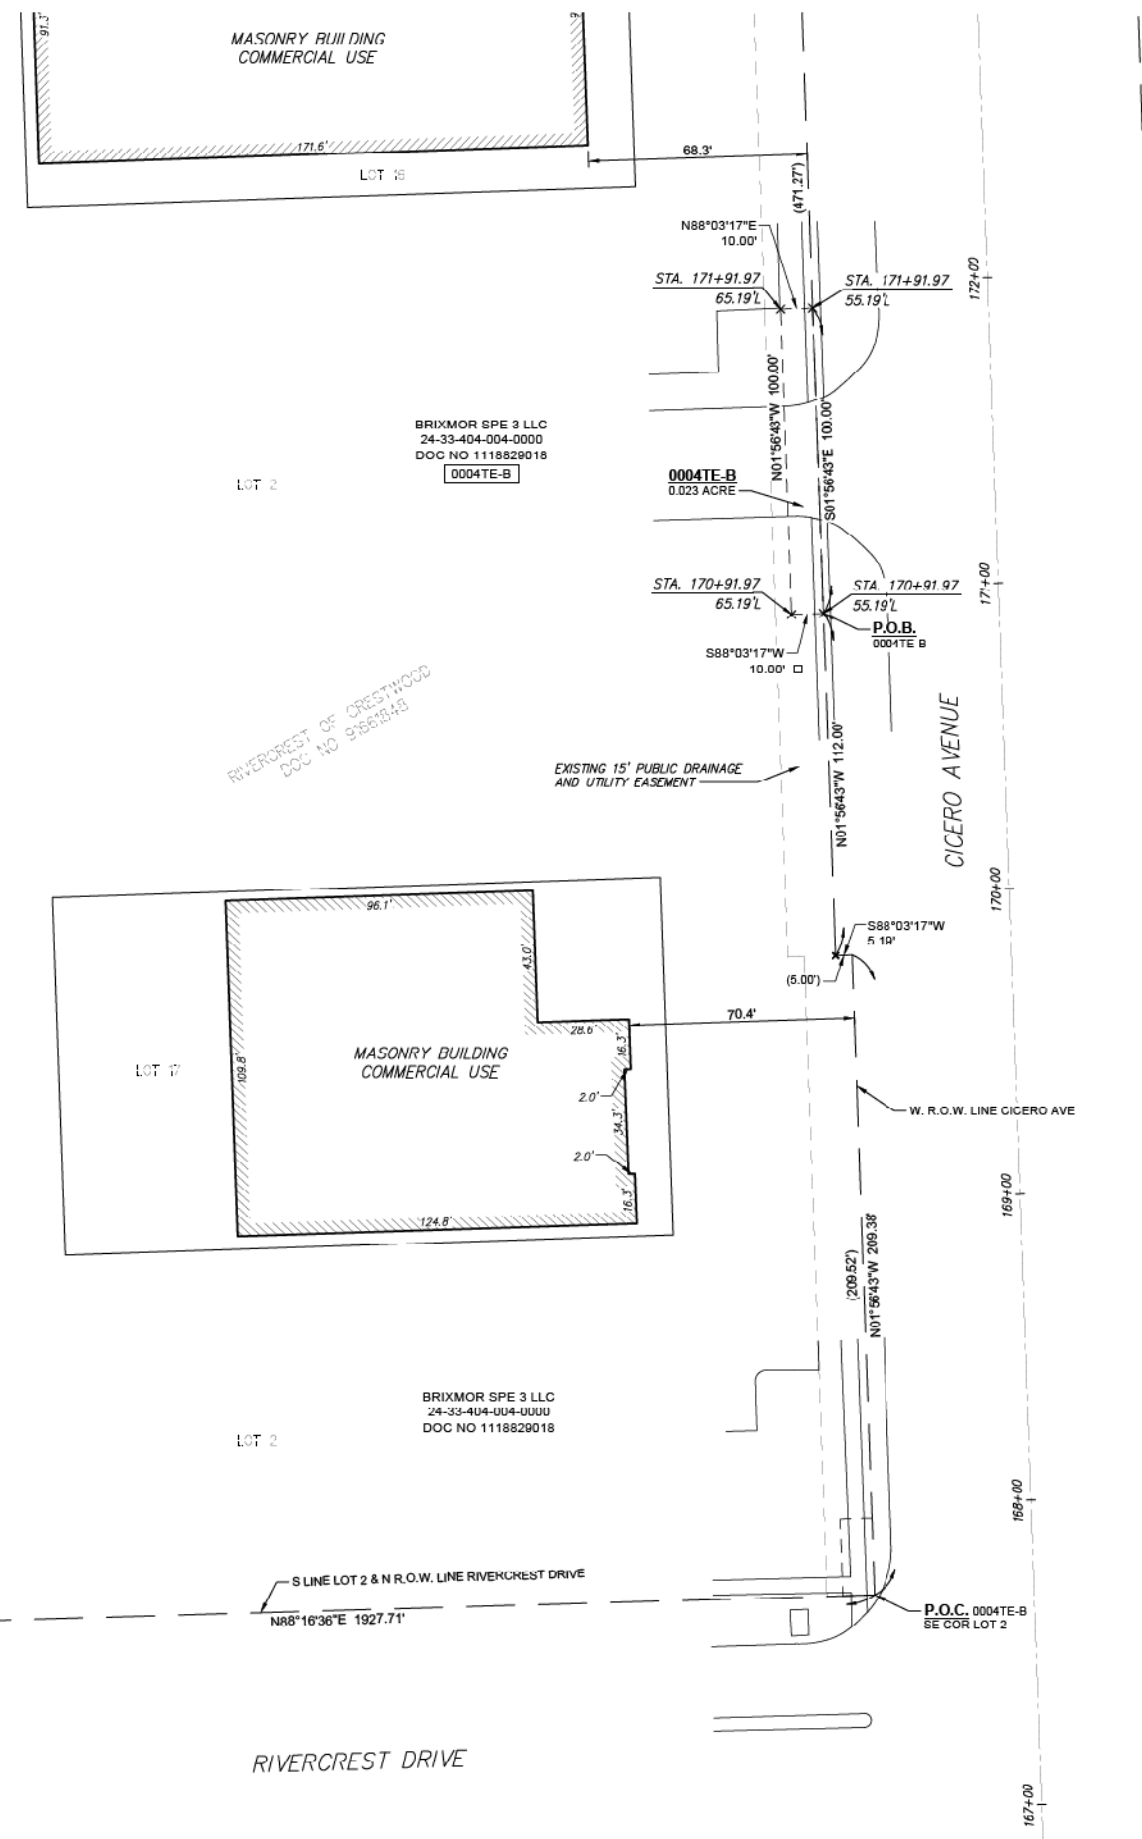 91.3'
MASONRY BUILDING
COMMERCIAL USE
171.6'
LOT 16
68.3'
(471.27')
N88°03'17"E
10.00'
STA. 171+91.97
65.19'L
STA. 171+91.97
55.19'L
172+00
N01°56'43"W 100.00'
S01°56'43"E 100.00'
BRIXMOR SPE 3 LLC
24-33-404-004-0000
DOC NO 1118829018
0004TE-B
LOT 2
0004TE-B
0.023 ACRE
STA. 170+91.97
65.19'L
STA. 170+91.97
55.19'L
171+00
P.O.B.
0004TE B
S88°03'17"W
10.00'
RIVERCREST OF CRESTWOOD
DOC NO 91661848
EXISTING 15' PUBLIC DRAINAGE
AND UTILITY EASEMENT
N01°56'43"W 112.00'
CICERO AVENUE
170+00
96.1'
43.0'
S88°03'17"W
5.19'
(5.00')
70.4'
28.6'
16.3'
MASONRY BUILDING
COMMERCIAL USE
LOT 17
109.8'
2.0'
34.3'
2.0'
16.3'
124.8'
W. R.O.W. LINE CICERO AVE
169+00
(209.52')
N01°56'43"W 209.38'
BRIXMOR SPE 3 LLC
24-33-404-004-0000
DOC NO 1118829018
LOT 2
168+00
S LINE LOT 2 & N R.O.W. LINE RIVERCREST DRIVE
N88°16'36"E 1927.71'
P.O.C. 0004TE-B
SE COR LOT 2
RIVERCREST DRIVE
167+00